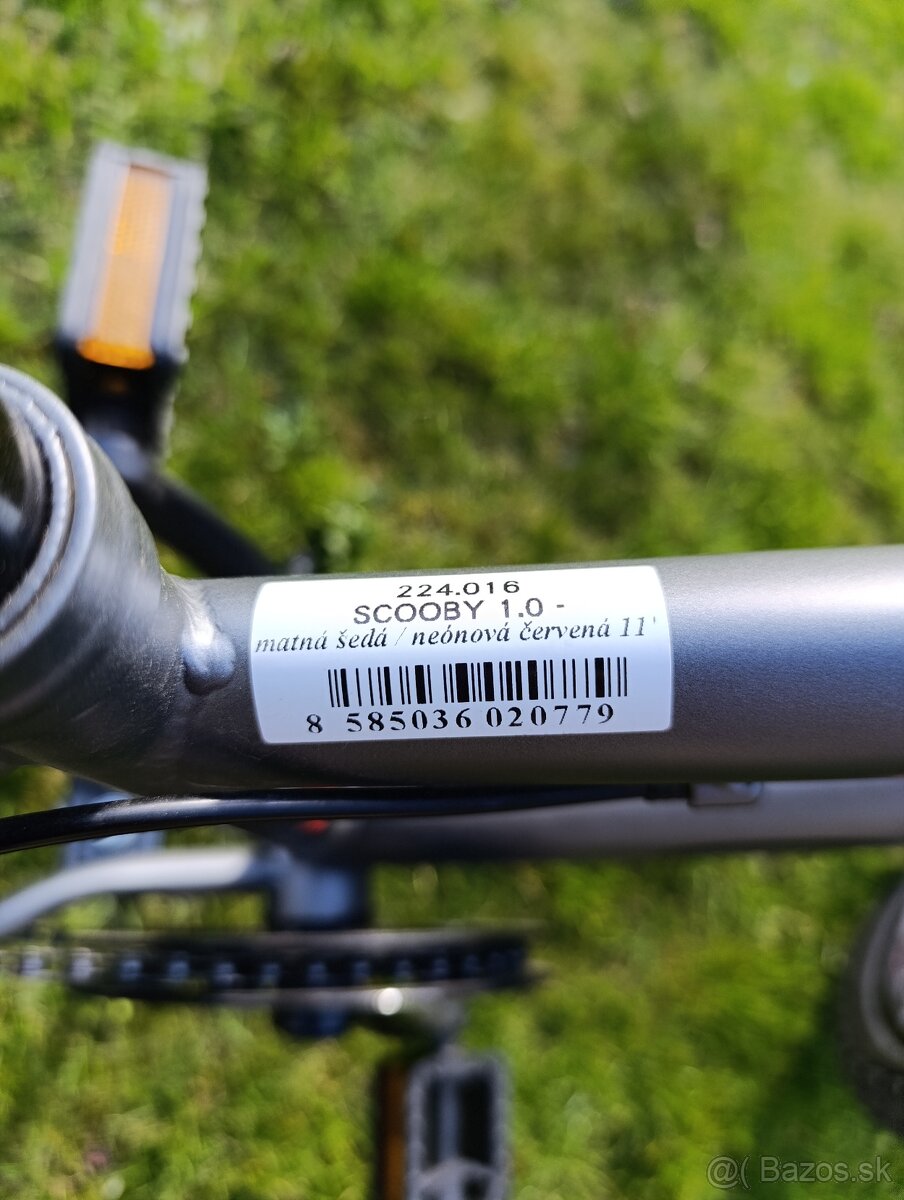 224.016
SCOOBY 1.0 -
matná šedá / neónová červená 11"
8 585036 020779
@( Bazos.sk